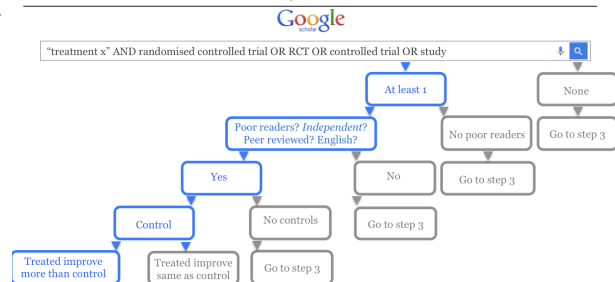 Google
scholar
"treatment x" AND randomised controlled trial OR RCT OR controlled trial OR study
At least 1
None
Poor readers? Independent?
Peer reviewed? English?
No poor readers
Go to step 3
Yes
No
Go to step 3
Control
No controls
Go to step 3
Treated improve
more than control
Treated improve
same as control
Go to step 3